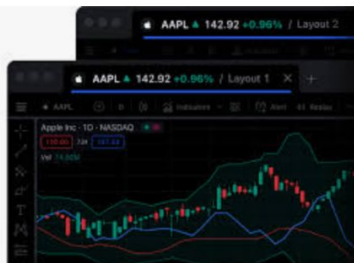 AAPL ▲ 142.92 +0.96% / Layout 2
AAPL ▲ 142.92 +0.96% / Layout 1 × +
AAPL D Indicators Alert Replay
Apple Inc · 1D · NASDAQ
Vol